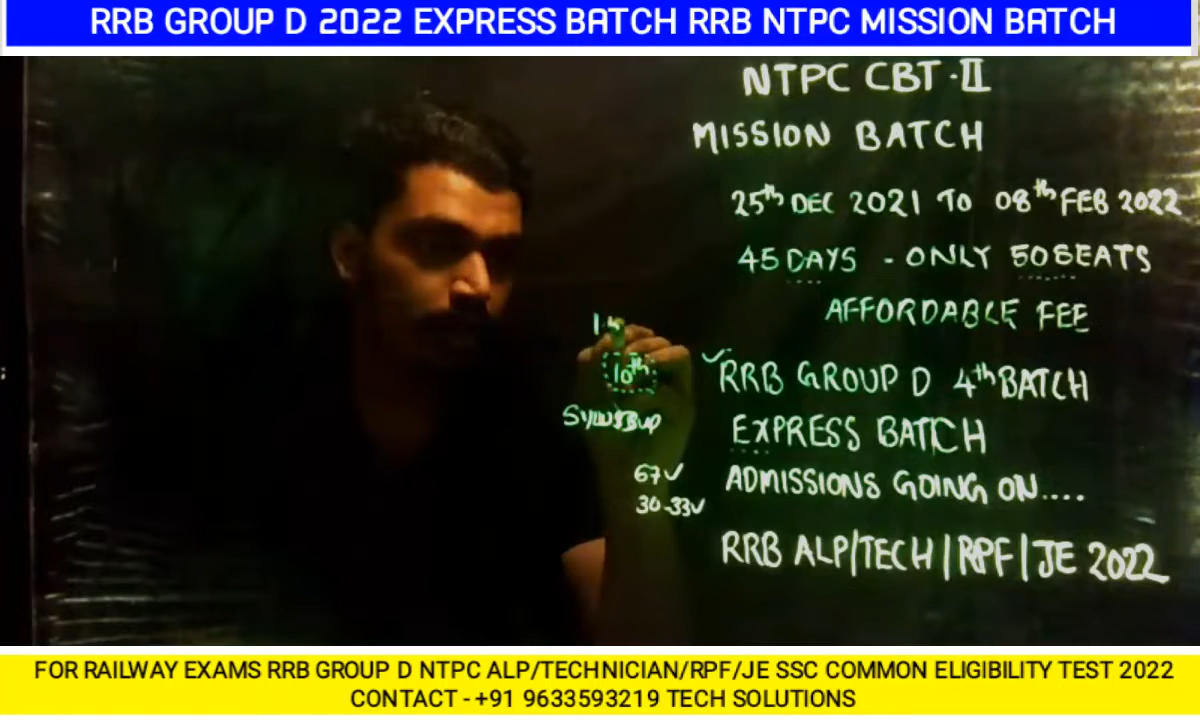 RRB GROUP D 2022 EXPRESS BATCH RRB NTPC MISSION BATCH
NTPC CBT-II
MISSION BATCH
25th DEC 2021 TO 08th FEB 2022
45 DAYS - ONLY 50 SEATS
AFFORDABLE FEE
10th
✓RRB GROUP D 4th BATCH
EXPRESS BATCH
67✓
30-33✓
ADMISSIONS GOING ON....
RRB ALP/TECH/RPF/JE 2022
FOR RAILWAY EXAMS RRB GROUP D NTPC ALP/TECHNICIAN/RPF/JE SSC COMMON ELIGIBILITY TEST 2022
CONTACT - +91 9633593219 TECH SOLUTIONS